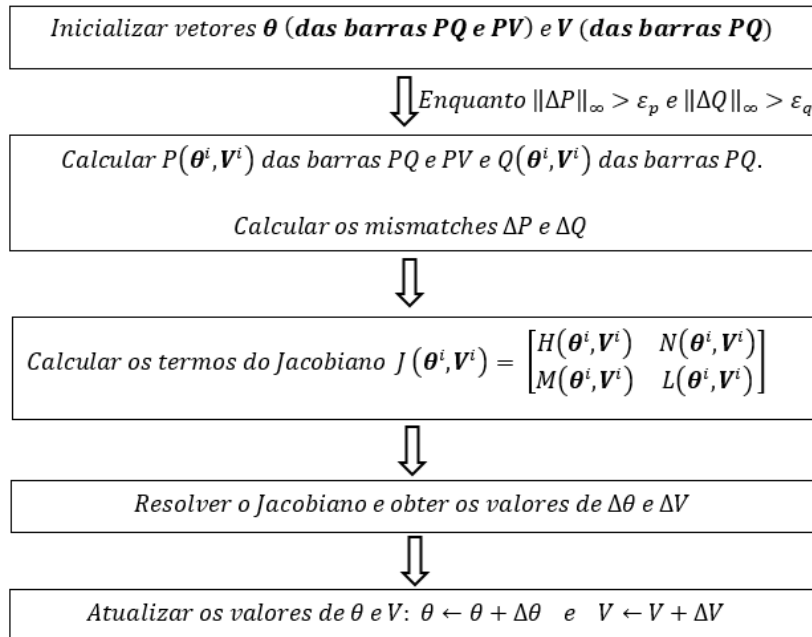 Inicializar vetores θ (das barras PQ e PV) e V (das barras PQ)
Enquanto ‖ΔP‖∞ > εp e ‖ΔQ‖∞ > εq
Calcular P(θⁱ,Vⁱ) das barras PQ e PV e Q(θⁱ,Vⁱ) das barras PQ.
Calcular os mismatches ΔP e ΔQ
Calcular os termos do Jacobiano J (θⁱ,Vⁱ) = [H(θⁱ,Vⁱ) N(θⁱ,Vⁱ)
M(θⁱ,Vⁱ) L(θⁱ,Vⁱ)]
Resolver o Jacobiano e obter os valores de Δθ e ΔV
Atualizar os valores de θ e V: θ ← θ + Δθ e V ← V + ΔV